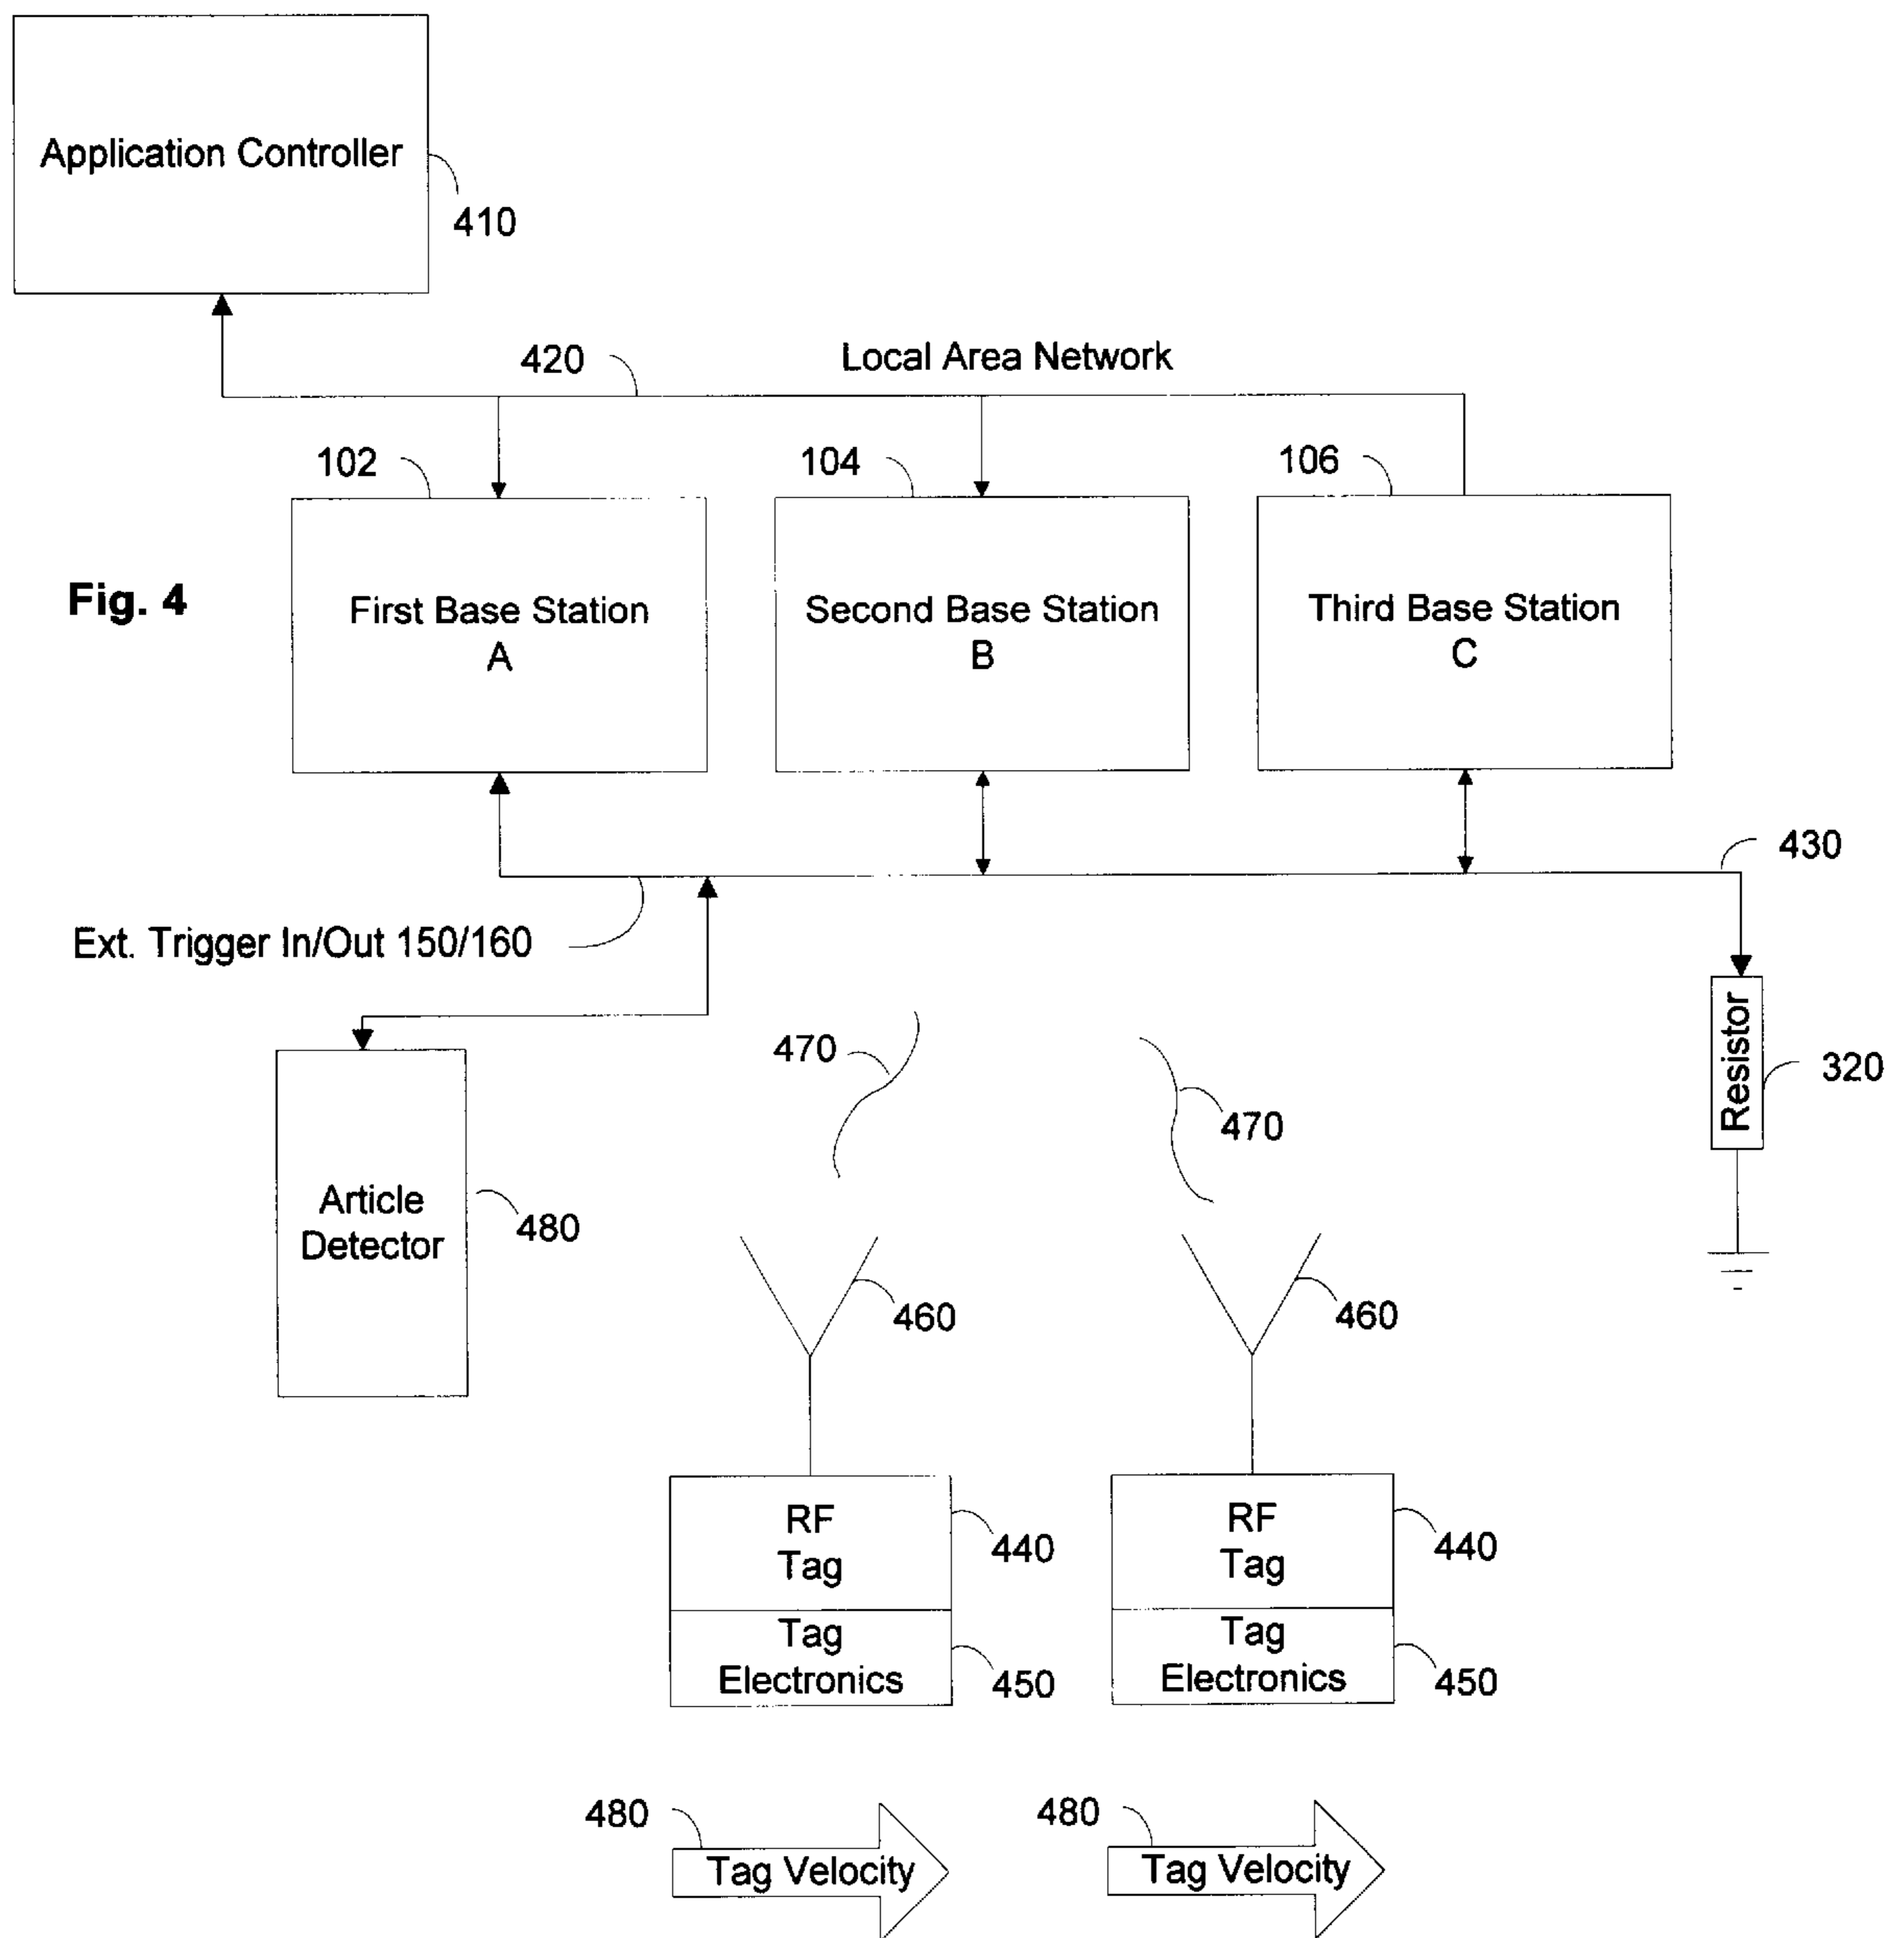 Application Controller
410
420
Local Area Network
102
104
106
Fig. 4
First Base Station
A
Second Base Station
B
Third Base Station
C
430
Ext. Trigger In/Out 150/160
470
470
Resistor
320
Article
Detector
480
460
460
RF
Tag
440
RF
Tag
440
Tag
Electronics
450
Tag
Electronics
450
480
Tag Velocity
480
Tag Velocity